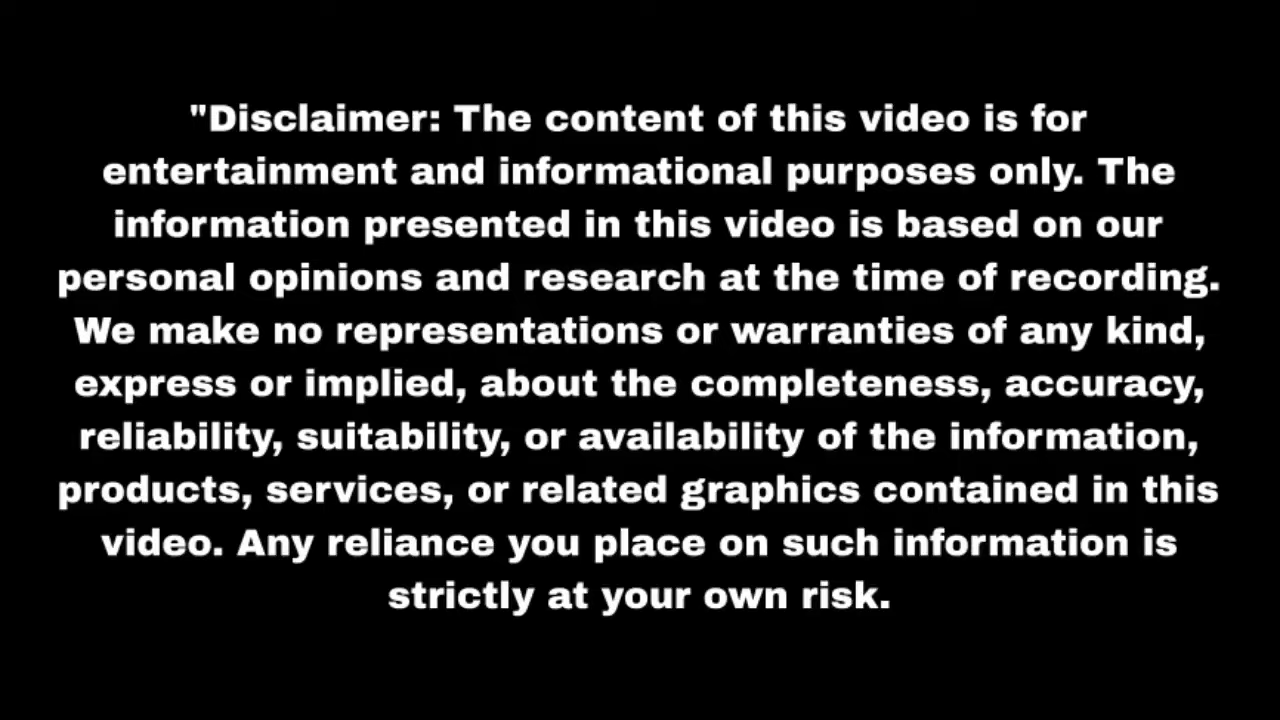 "Disclaimer: The content of this video is for
entertainment and informational purposes only. The
information presented in this video is based on our
personal opinions and research at the time of recording.
We make no representations or warranties of any kind,
express or implied, about the completeness, accuracy,
reliability, suitability, or availability of the information,
products, services, or related graphics contained in this
video. Any reliance you place on such information is
strictly at your own risk.